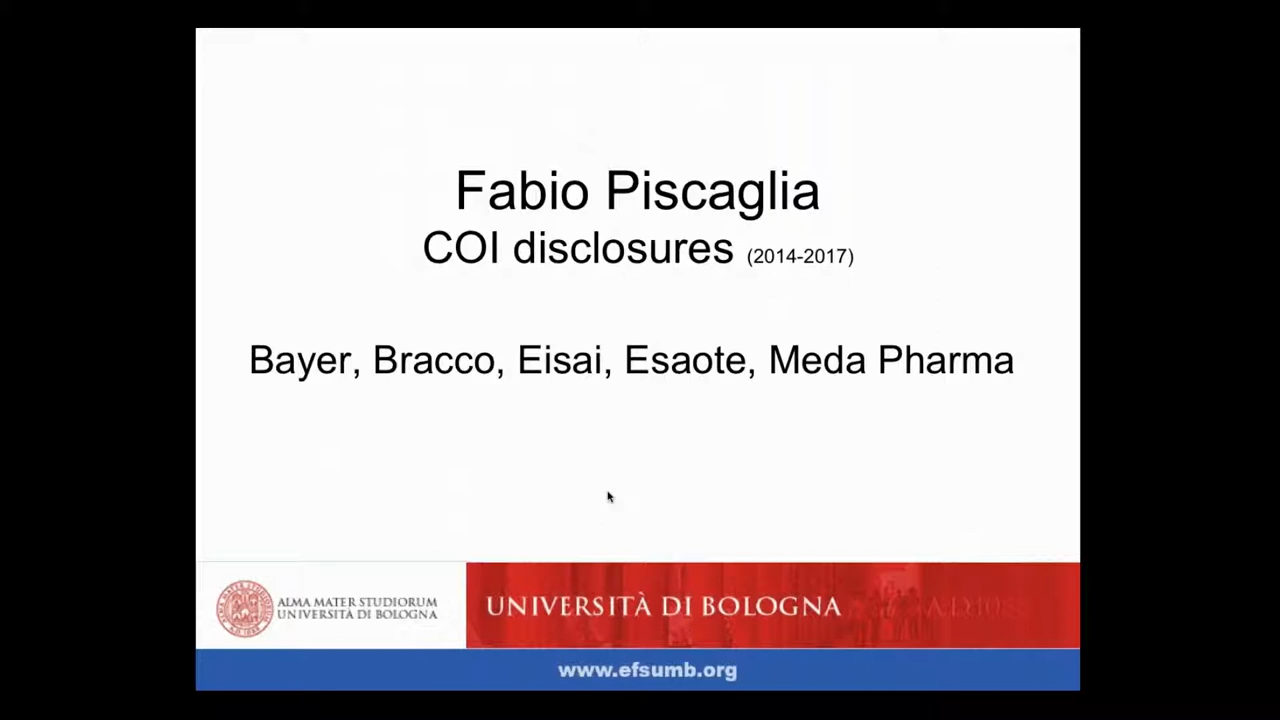 Fabio Piscaglia
COI disclosures (2014-2017)
Bayer, Bracco, Eisai, Esaote, Meda Pharma
ALMA MATER STUDIORUM
UNIVERSITÀ DI BOLOGNA
UNIVERSITÀ DI BOLOGNA
www.efsumb.org